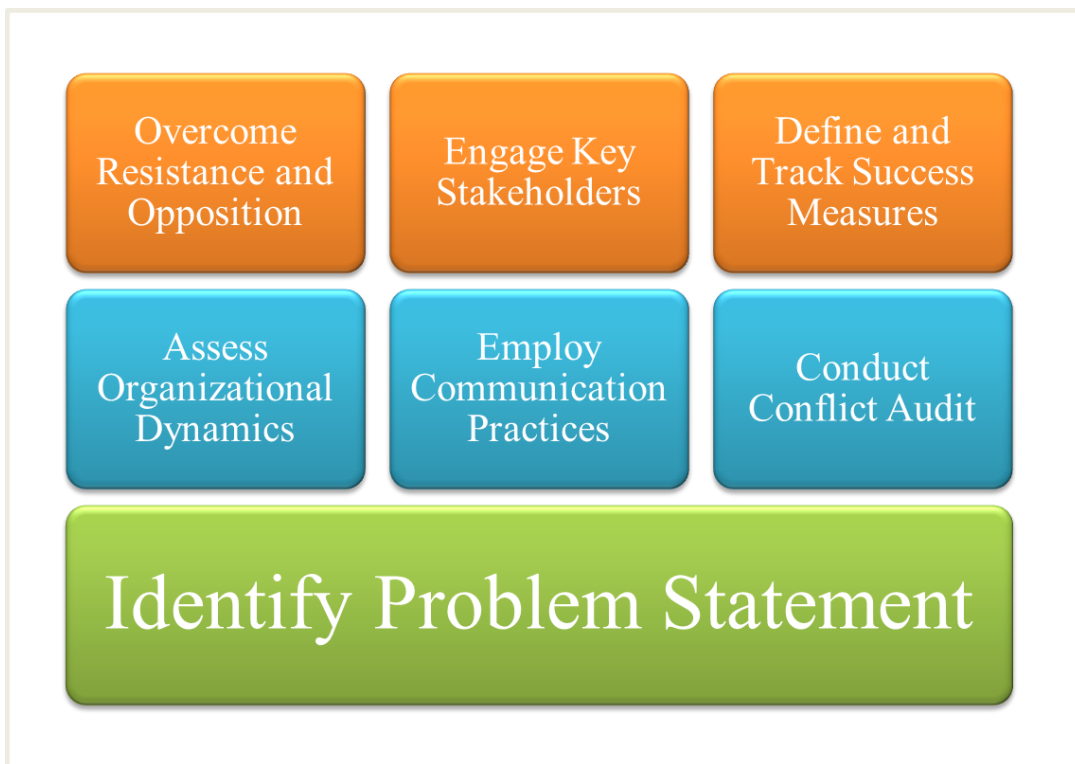 Overcome
Resistance and
Opposition
Engage Key
Stakeholders
Define and
Track Success
Measures
Assess
Organizational
Dynamics
Employ
Communication
Practices
Conduct
Conflict Audit
Identify Problem Statement